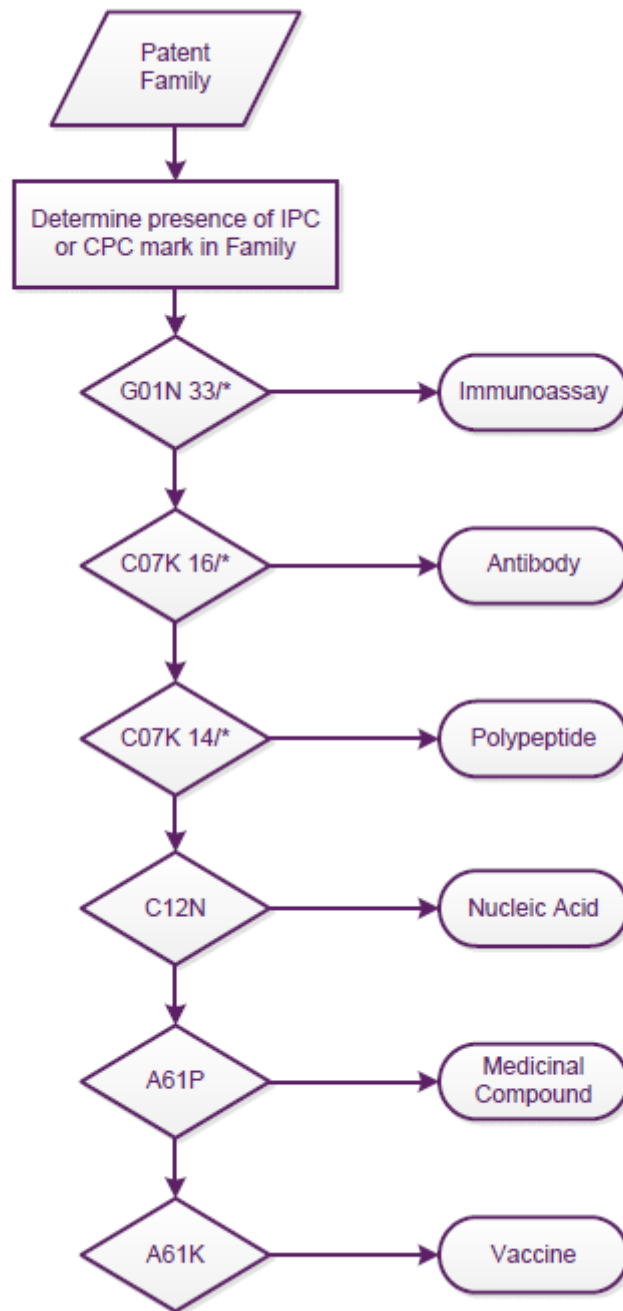 Patent
Family
Determine presence of IPC
or CPC mark in Family
G01N 33/*
Immunoassay
C07K 16/*
Antibody
C07K 14/*
Polypeptide
C12N
Nucleic Acid
A61P
Medicinal
Compound
A61K
Vaccine